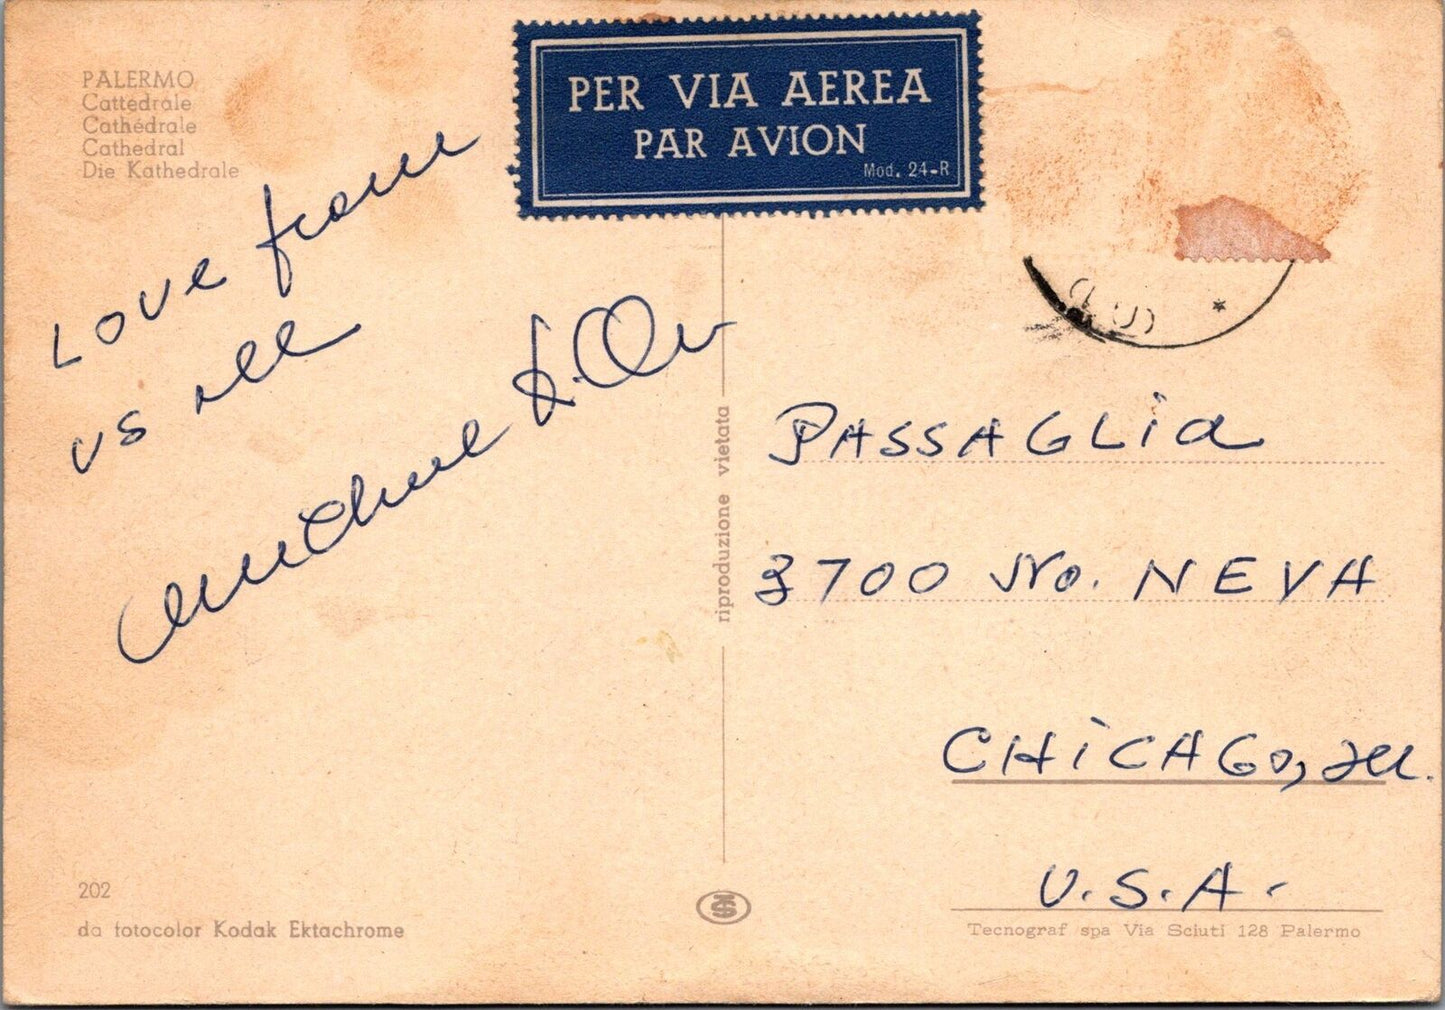 PALERMO
Cattedrale
Cathédrale
Cathedral
Die Kathedrale
PER VIA AEREA
PAR AVION
Mod. 24-R
Love from
us all
riproduzione vietata
PASSAGLIA
3700 No. NEVA
CHICAGO, Ill.
U.S.A.
202
da fotocolor Kodak Ektachrome
Tecnograf spa Via Sciuti 128 Palermo